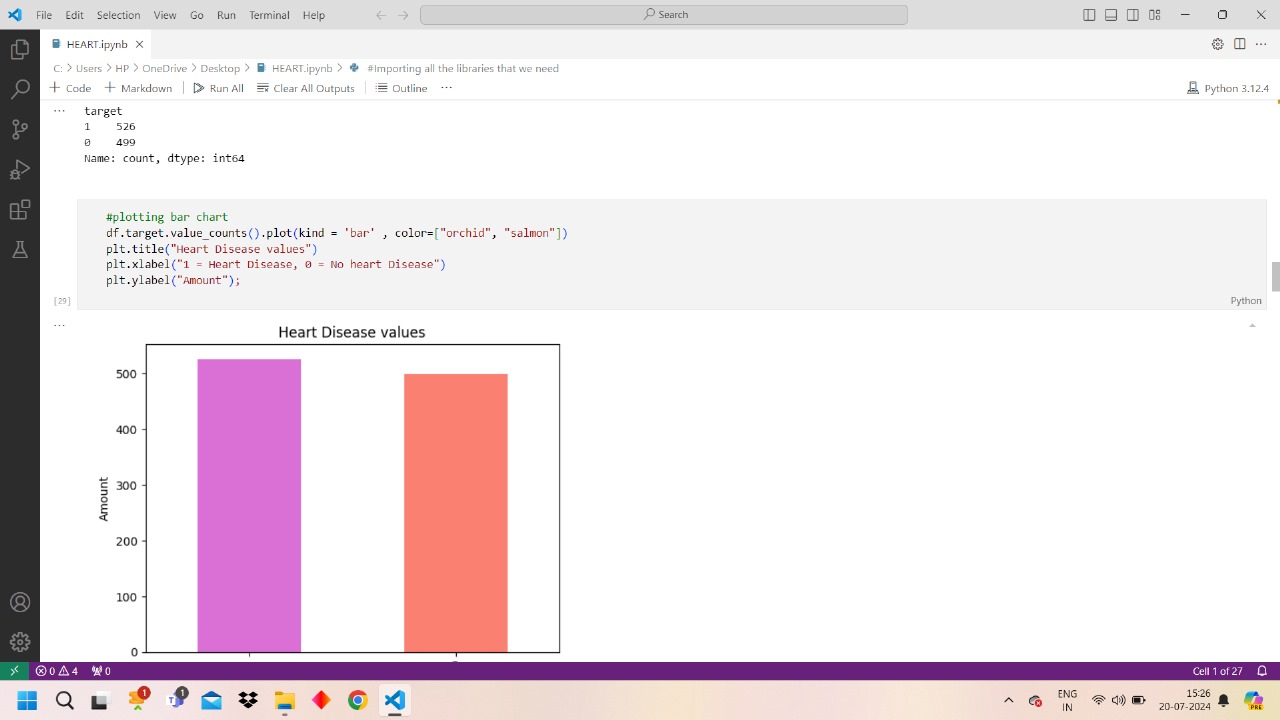 File Edit Selection View Go Run Terminal Help Search
HEART.ipynb
C: > Users > HP > OneDrive > Desktop > HEART.ipynb > #Importing all the libraries that we need
+ Code + Markdown | Run All Clear All Outputs | Outline ... Python 3.12.4
... target
1 526
0 499
Name: count, dtype: int64
#plotting bar chart
df.target.value_counts().plot(kind = 'bar' , color=["orchid", "salmon"])
plt.title("Heart Disease values")
plt.xlabel("1 = Heart Disease, 0 = No heart Disease")
plt.ylabel("Amount");
[29] Python
...
Heart Disease values
500
400
300
200
100
0
Amount
0 4 0 Cell 1 of 27
1 1 ENG
IN
15:26
20-07-2024
PRE